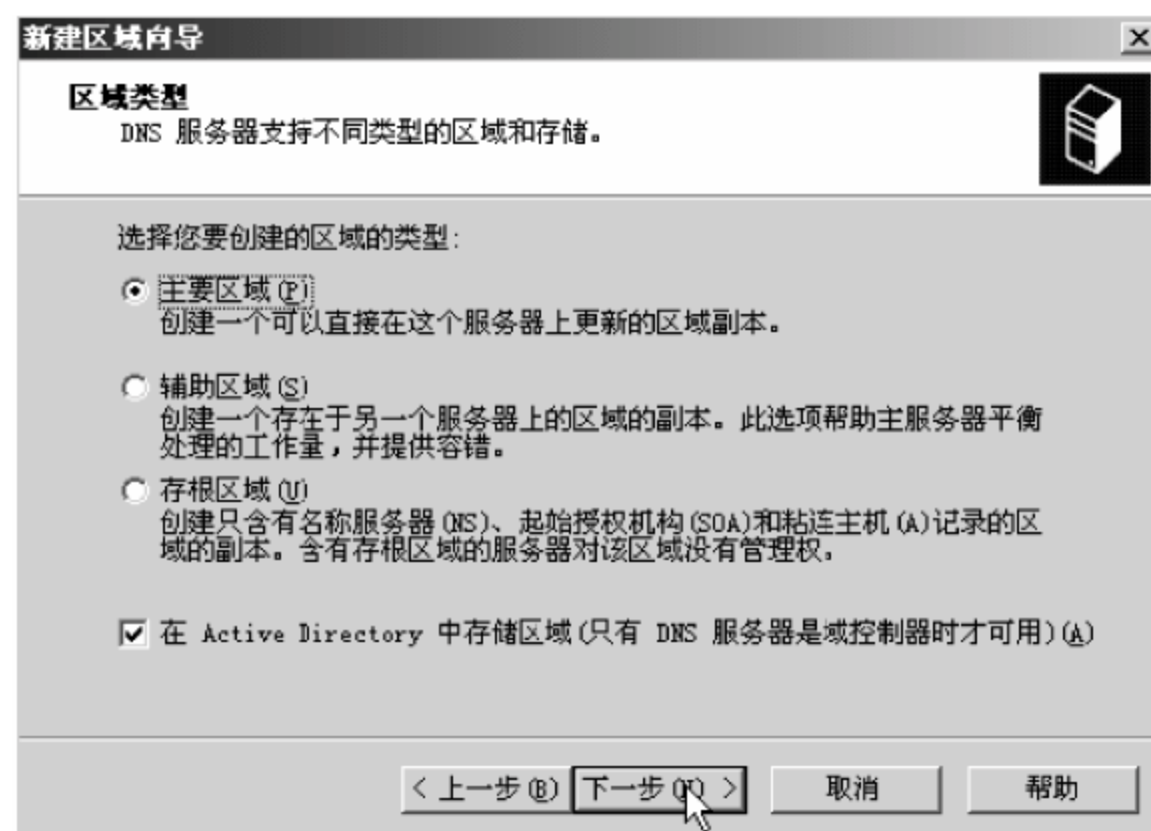 新建区域向导
区域类型
DNS 服务器支持不同类型的区域和存储。
选择您要创建的区域的类型:
主要区域(P)
创建一个可以直接在这个服务器上更新的区域副本。
辅助区域(S)
创建一个存在于另一个服务器上的区域的副本。此选项帮助主服务器平衡
处理的工作量,并提供容错。
存根区域(U)
创建只含有名称服务器(NS)、起始授权机构(SOA)和粘连主机(A)记录的区
域的副本。含有存根区域的服务器对该区域没有管理权。
在 Active Directory 中存储区域(只有 DNS 服务器是域控制器时才可用)(A)
< 上一步(B) 下一步(N) > 取消 帮助